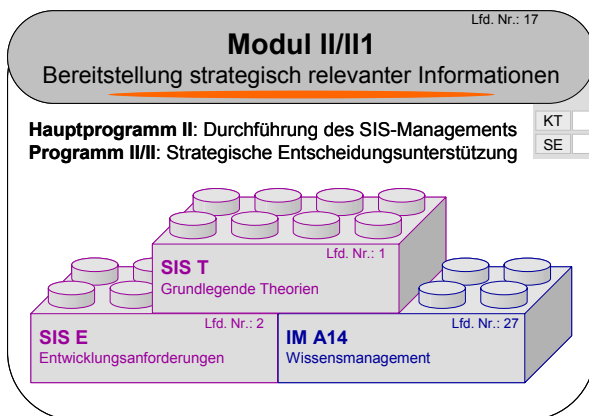 Lfd. Nr.: 17
Modul II/II1
Bereitstellung strategisch relevanter Informationen
Hauptprogramm II: Durchführung des SIS-Managements
Programm II/II: Strategische Entscheidungsunterstützung
KT
SE
Lfd. Nr.: 1
SIS T
Grundlegende Theorien
Lfd. Nr.: 2
SIS E
Entwicklungsanforderungen
Lfd. Nr.: 27
IM A14
Wissensmanagement